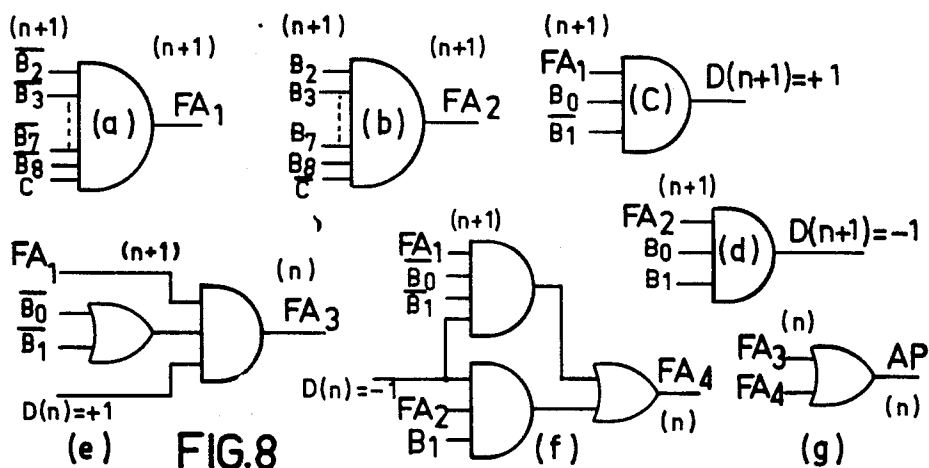 (n+1)
B̅2
B̅3
B̅7
B8
C
(a)
(n+1)
FA1
(n+1)
B2
B3
B7
B8
C̅
(b)
(n+1)
FA2
(n+1)
FA1
B0
B̅1
(C)
D(n+1)=+1
(n+1)
FA2
B0
B1
(d)
D(n+1)=-1
FA1
(n+1)
B̅0
B̅1
D(n)=+1
(n)
FA3
(e)
(n+1)
FA1
B̅0
B̅1
D(n)=-1
FA2
B1
FA4
(n)
(f)
(n)
FA3
FA4
AP
(n)
(g)
FIG.8